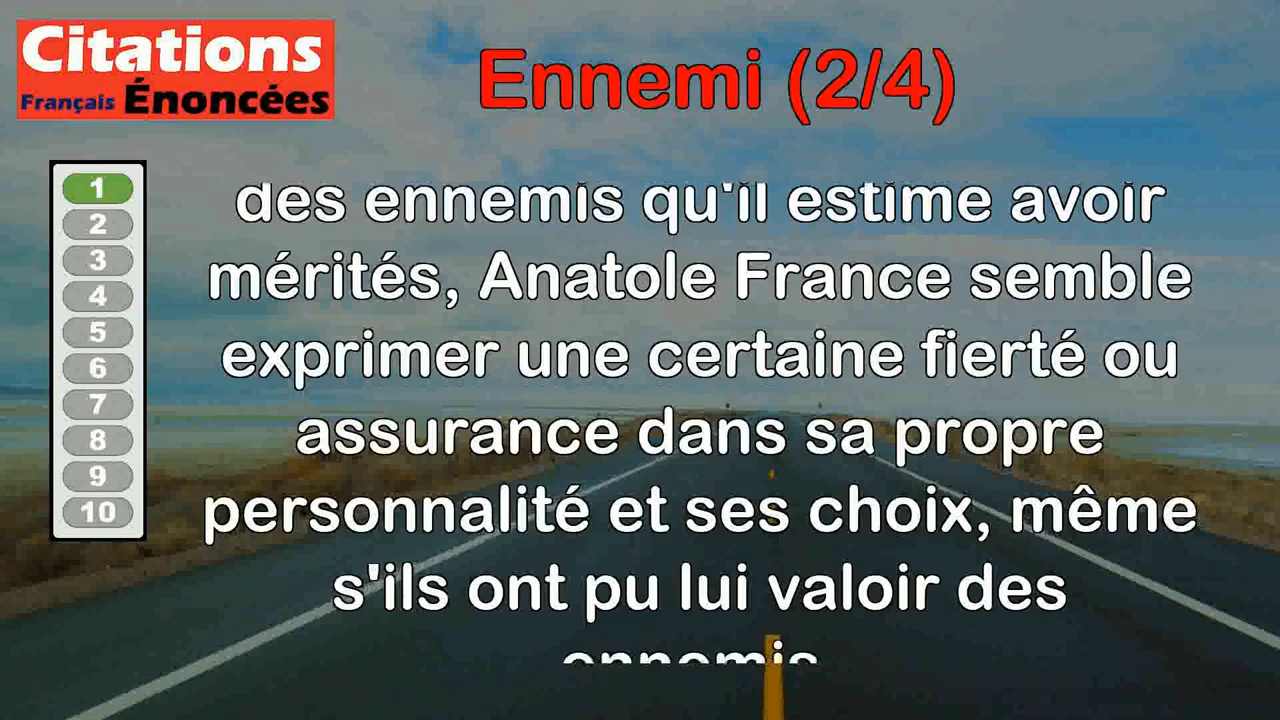 Citations
Français Énoncées
Ennemi (2/4)
1
2
3
4
5
6
7
8
9
10
des ennemis qu'il estime avoir
mérités, Anatole France semble
exprimer une certaine fierté ou
assurance dans sa propre
personnalité et ses choix, même
s'ils ont pu lui valoir des
ennemis